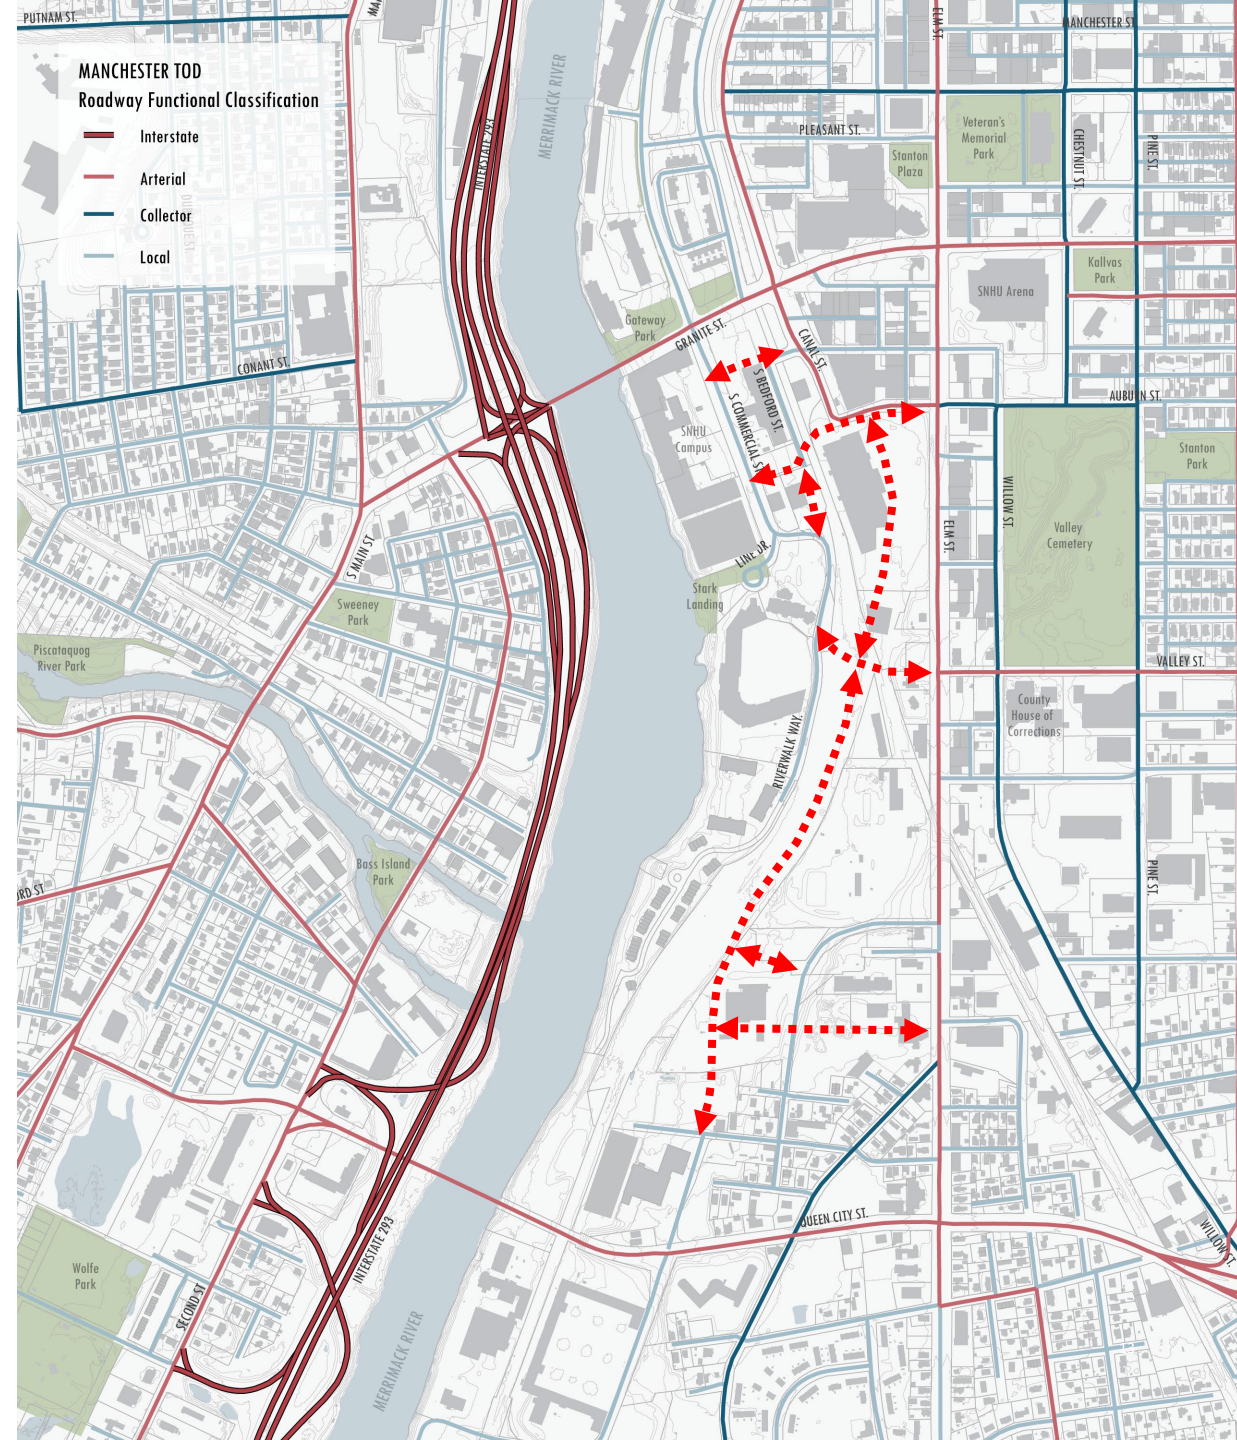 PUTNAM ST.
ELM ST.
MANCHESTER ST.
MANCHESTER TOD
Roadway Functional Classification
Interstate
Arterial
Collector
Local
INTERSTATE 293
MERRIMACK RIVER
PLEASANT ST.
Stanton
Plaza
Veteran's
Memorial
Park
CHESTNUT ST.
PINE ST.
SNHU Arena
Kallvas
Park
Gateway
Park
GRANITE ST.
CANAL ST.
CONANT ST.
S BEDFORD ST.
S COMMERCIAL ST.
SNHU
Campus
AUBURN ST.
Stanton
Park
WILLOW ST.
Valley
Cemetery
ELM ST.
S MAIN ST
LINE DR.
Stark
Landing
Sweeney
Park
Piscataquog
River Park
VALLEY ST.
County
House of
Corrections
RIVERWALK WAY.
Bass Island
Park
PINE ST.
QUEEN CITY ST.
WILLOW ST.
INTERSTATE 293
Wolfe
Park
SECOND ST
MERRIMACK RIVER